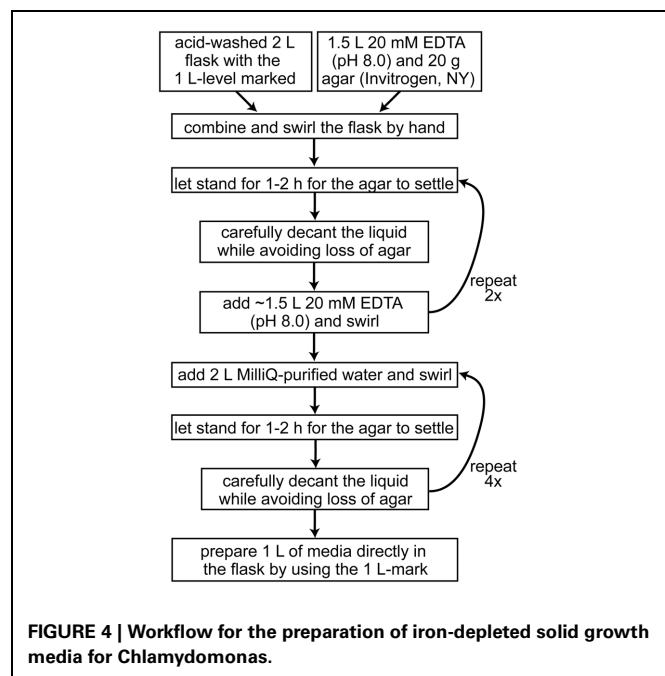 acid-washed 2 L
flask with the
1 L-level marked
1.5 L 20 mM EDTA
(pH 8.0) and 20 g
agar (Invitrogen, NY)
combine and swirl the flask by hand
let stand for 1-2 h for the agar to settle
carefully decant the liquid
while avoiding loss of agar
repeat
2x
add ~1.5 L 20 mM EDTA
(pH 8.0) and swirl
add 2 L MilliQ-purified water and swirl
let stand for 1-2 h for the agar to settle
repeat
4x
carefully decant the liquid
while avoiding loss of agar
prepare 1 L of media directly in
the flask by using the 1 L-mark
FIGURE 4 | Workflow for the preparation of iron-depleted solid growth
media for Chlamydomonas.